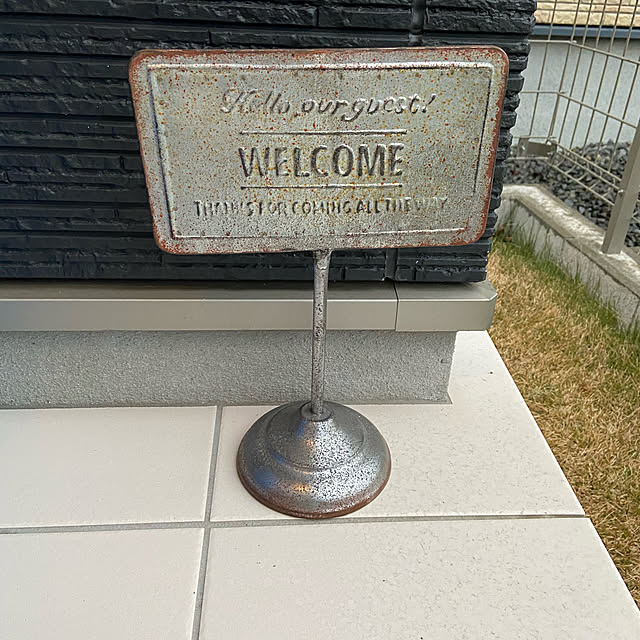 Hello our guest!
WELCOME
THANKS FOR COMING ALL THE WAY